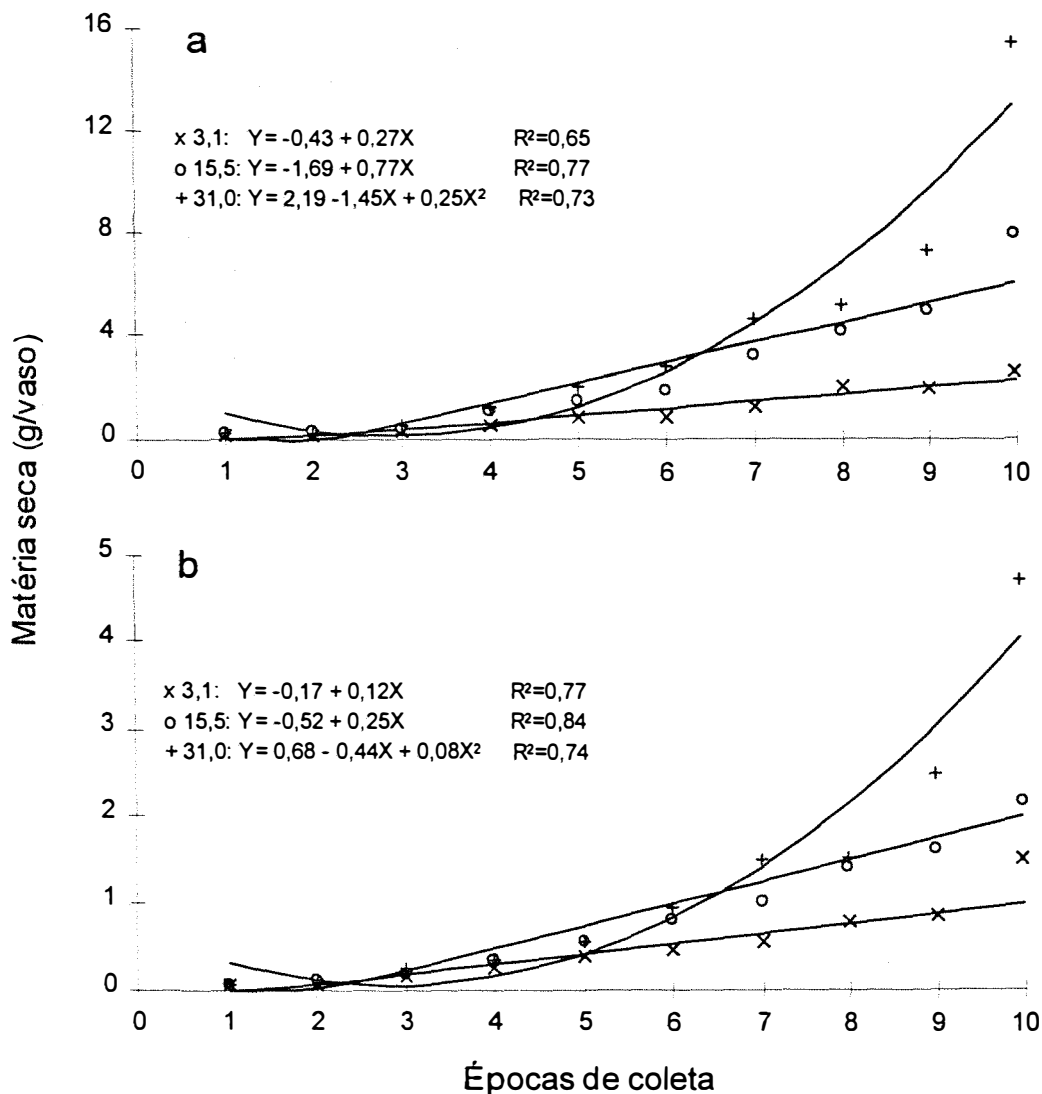 Matéria seca (g/vaso)
a
16
12
8
4
0
x 3,1: Y= -0,43 + 0,27X R²=0,65
o 15,5: Y= -1,69 + 0,77X R²=0,77
+ 31,0: Y= 2,19 -1,45X + 0,25X² R²=0,73
0 1 2 3 4 5 6 7 8 9 10
b
5
4
3
2
1
0
x 3,1: Y= -0,17 + 0,12X R²=0,77
o 15,5: Y= -0,52 + 0,25X R²=0,84
+ 31,0: Y= 0,68 - 0,44X + 0,08X² R²=0,74
0 1 2 3 4 5 6 7 8 9 10
Épocas de coleta